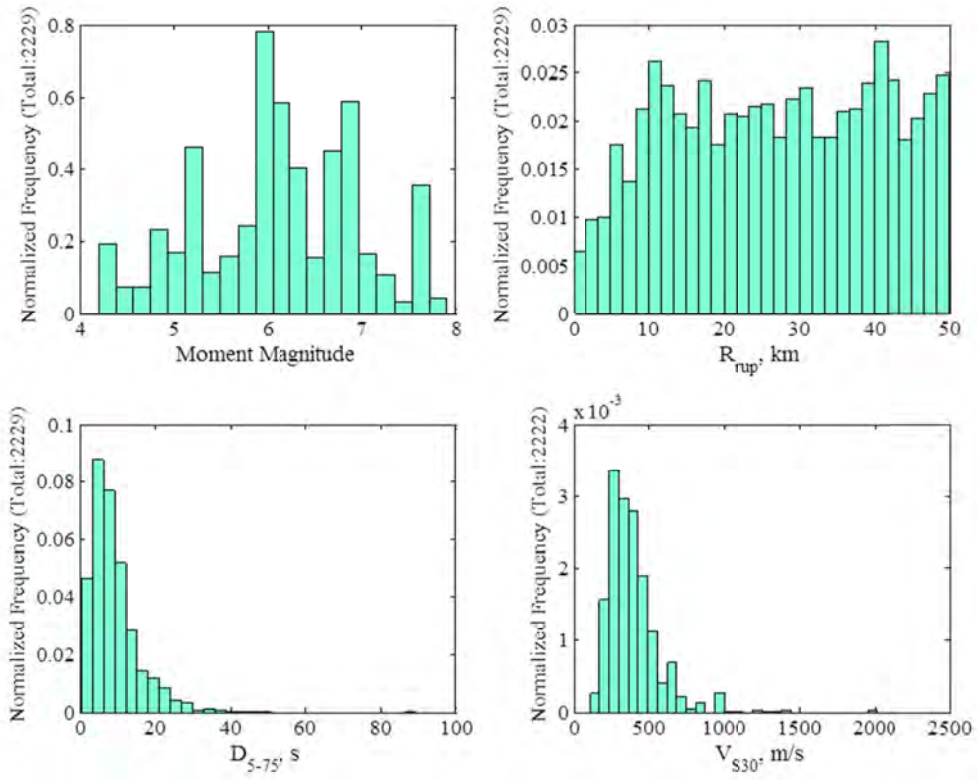 Normalized Frequency (Total:2229)
0.8
0.6
0.4
0.2
0
4 5 6 7 8
Moment Magnitude
Normalized Frequency (Total:2229)
0.03
0.025
0.02
0.015
0.01
0.005
0
0 10 20 30 40 50
R_rup, km
Normalized Frequency (Total:2229)
0.1
0.08
0.06
0.04
0.02
0
0 20 40 60 80 100
D_5-75, s
Normalized Frequency (Total:2222)
x 10^-3
4
3
2
1
0
0 500 1000 1500 2000 2500
V_S30, m/s